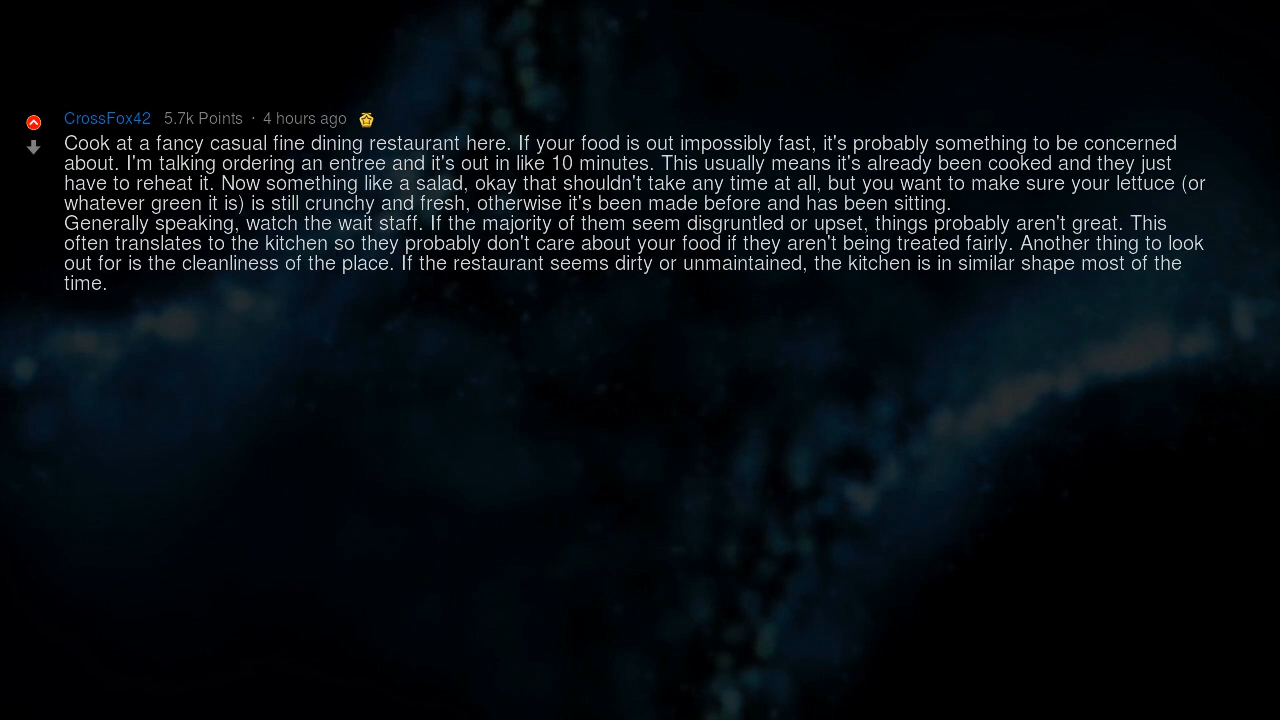 CrossFox42 5.7k Points · 4 hours ago
Cook at a fancy casual fine dining restaurant here. If your food is out impossibly fast, it's probably something to be concerned
about. I'm talking ordering an entree and it's out in like 10 minutes. This usually means it's already been cooked and they just
have to reheat it. Now something like a salad, okay that shouldn't take any time at all, but you want to make sure your lettuce (or
whatever green it is) is still crunchy and fresh, otherwise it's been made before and has been sitting.
Generally speaking, watch the wait staff. If the majority of them seem disgruntled or upset, things probably aren't great. This
often translates to the kitchen so they probably don't care about your food if they aren't being treated fairly. Another thing to look
out for is the cleanliness of the place. If the restaurant seems dirty or unmaintained, the kitchen is in similar shape most of the
time.